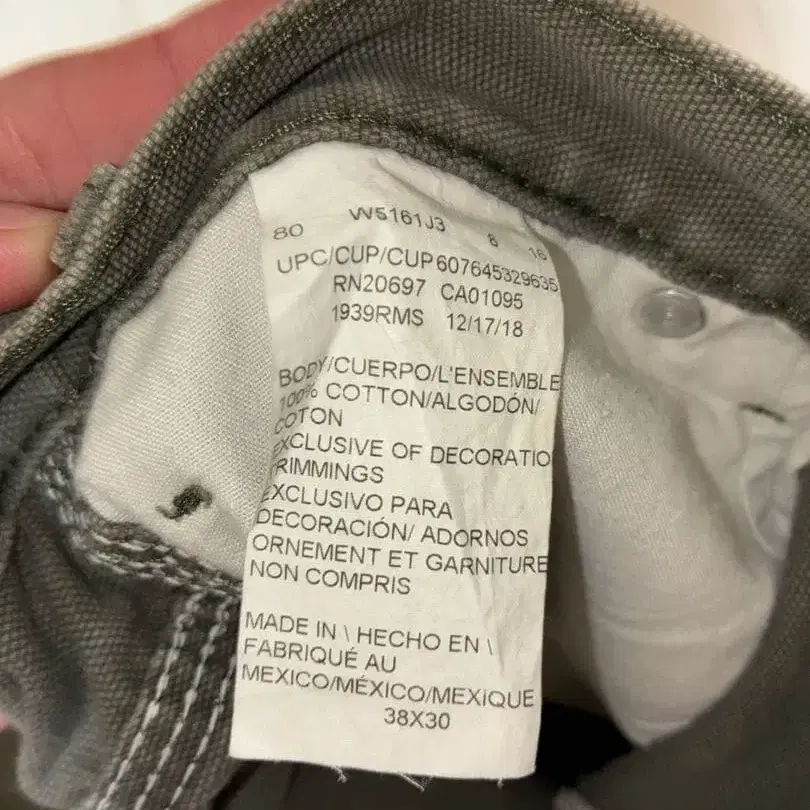 80 W5161J3 8 16
UPC/CUP/CUP 607645329635
RN20697 CA01095
1939RMS 12/17/18
BODY/CUERPO/L'ENSEMBLE
100% COTTON/ALGODÓN/
COTON
EXCLUSIVE OF DECORATIO
TRIMMINGS
EXCLUSIVO PARA
DECORACIÓN/ ADORNOS
ORNEMENT ET GARNITURE
NON COMPRIS
MADE IN \ HECHO EN \
FABRIQUÉ AU
MEXICO/MÉXICO/MEXIQUE
38X30